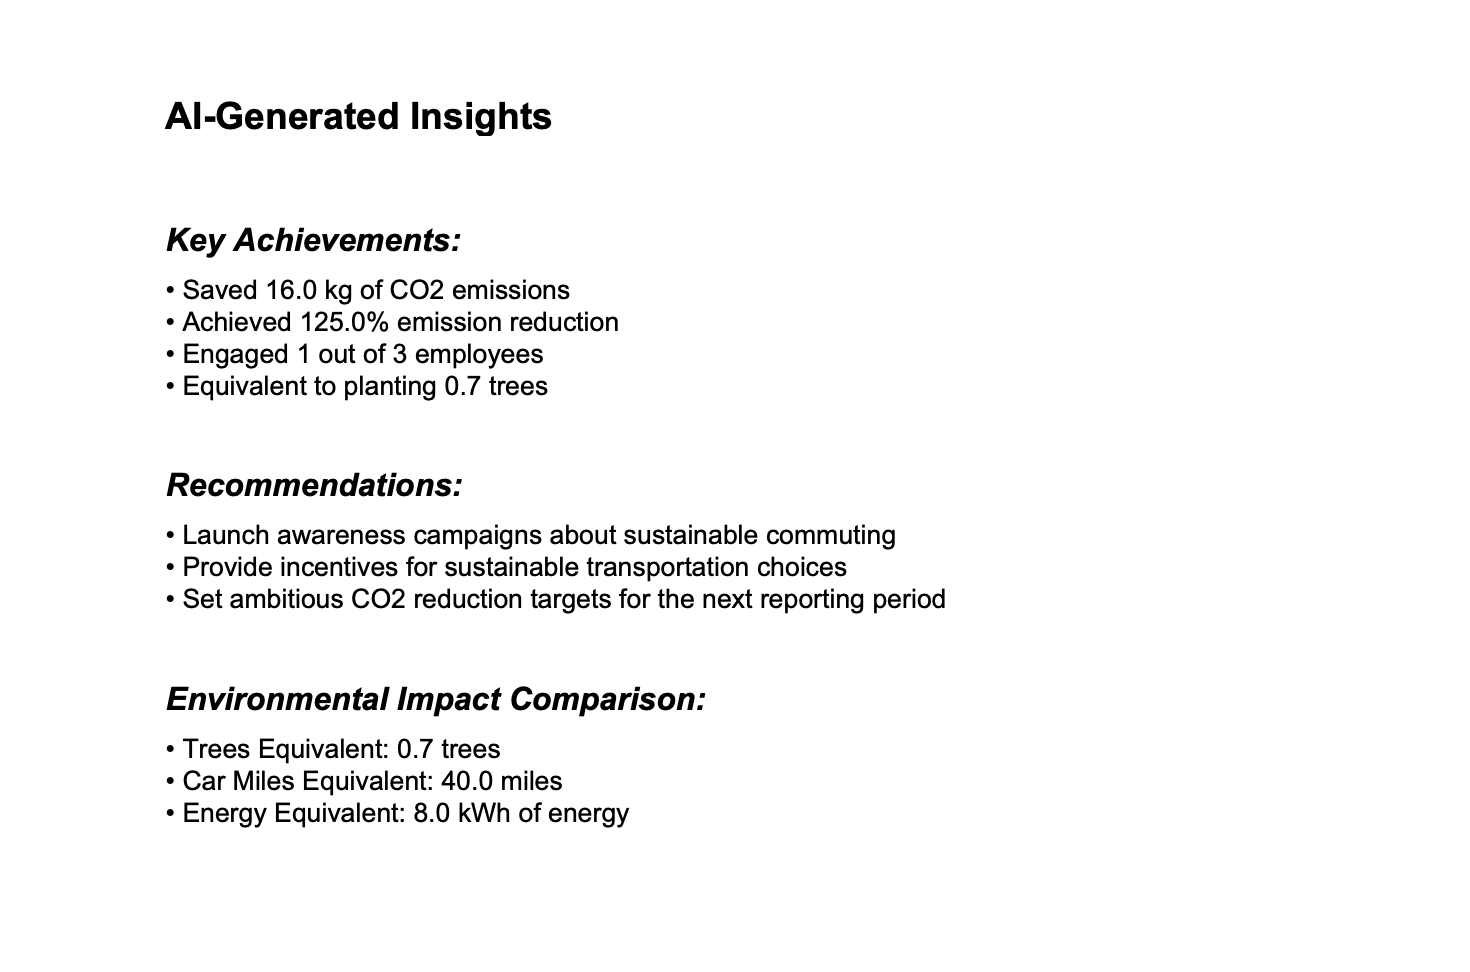 AI-Generated Insights
Key Achievements:
• Saved 16.0 kg of CO2 emissions
• Achieved 125.0% emission reduction
• Engaged 1 out of 3 employees
• Equivalent to planting 0.7 trees
Recommendations:
• Launch awareness campaigns about sustainable commuting
• Provide incentives for sustainable transportation choices
• Set ambitious CO2 reduction targets for the next reporting period
Environmental Impact Comparison:
• Trees Equivalent: 0.7 trees
• Car Miles Equivalent: 40.0 miles
• Energy Equivalent: 8.0 kWh of energy